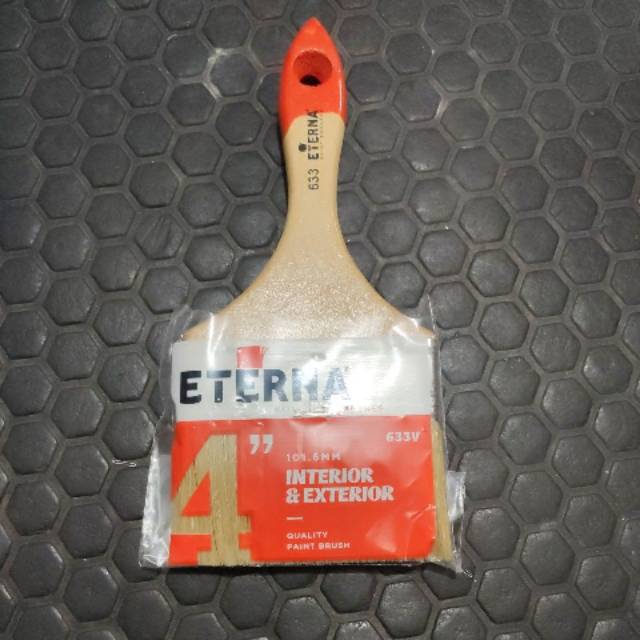 633 ETERNA
ETERNA
4"
101.6MM
633V
INTERIOR
& EXTERIOR
QUALITY
PAINT BRUSH